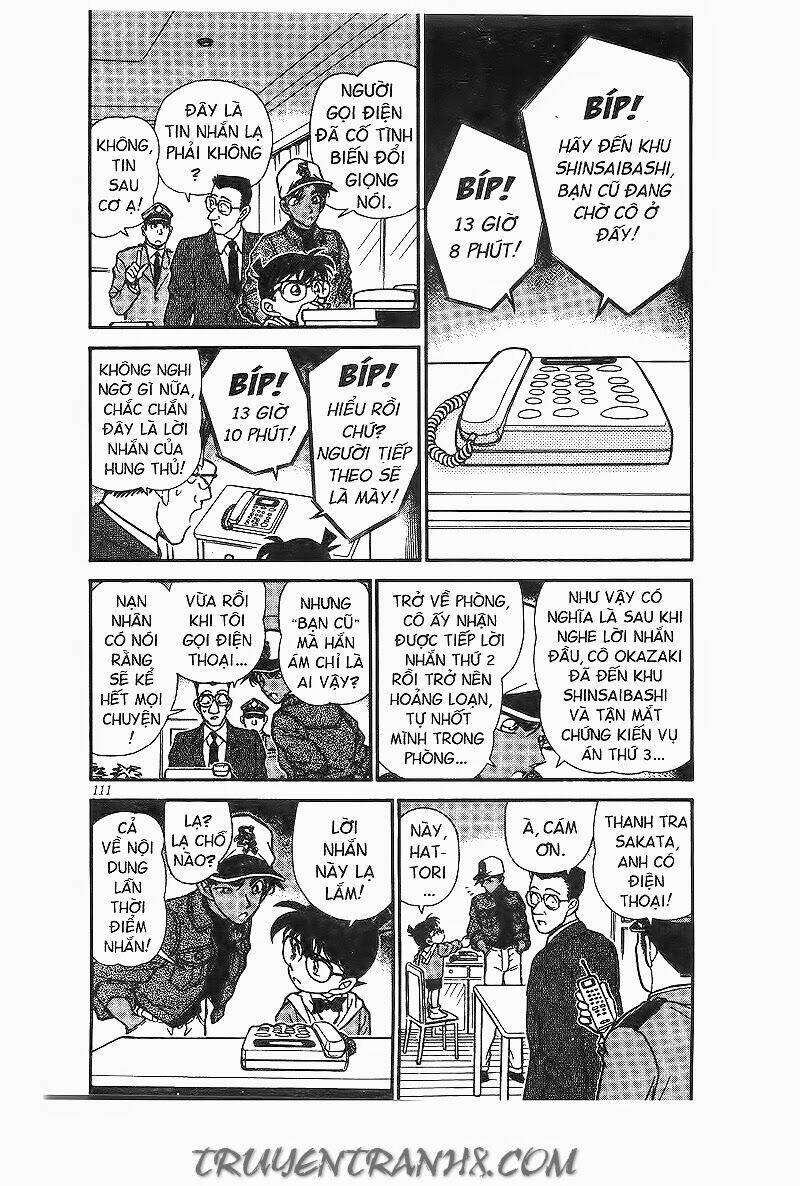 BÍP!
HÃY ĐẾN KHU
SHINSAIBASHI,
BẠN CŨ ĐANG
CHỜ CÔ Ở
ĐẤY!
BÍP!
13 GIỜ
8 PHÚT!
NGƯỜI
GỌI ĐIỆN
ĐÃ CỐ TÌNH
BIẾN ĐỔI
GIỌNG
NÓI.
ĐÂY LÀ
TIN NHẮN LẠ
PHẢI KHÔNG?
KHÔNG,
TIN
SAU
CƠ Ạ!
BÍP!
HIỂU RỒI
CHỨ?
NGƯỜI TIẾP
THEO SẼ
LÀ MÀY!
BÍP!
13 GIỜ
10 PHÚT!
KHÔNG NGHI
NGỜ GÌ NỮA,
CHẮC CHẮN
ĐÂY LÀ LỜI
NHẮN CỦA
HUNG THỦ!
NHƯ VẬY CÓ
NGHĨA LÀ SAU KHI
NGHE LỜI NHẮN
ĐẦU, CÔ OKAZAKI
ĐÃ ĐẾN KHU
SHINSAIBASHI
VÀ TẬN MẮT
CHỨNG KIẾN VỤ
ÁN THỨ 3...
TRỞ VỀ PHÒNG,
CÔ ẤY NHẬN
ĐƯỢC TIẾP LỜI
NHẮN THỨ 2
RỒI TRỞ NÊN
HOẢNG LOẠN,
TỰ NHỐT
MÌNH TRONG
PHÒNG...
NHƯNG
"BẠN CŨ"
MÀ HẮN
ÁM CHỈ LÀ
AI VẬY?
VỪA RỒI
KHI TÔI
GỌI ĐIỆN
THOẠI...
NẠN
NHÂN
CÓ NÓI
RẰNG
SẼ KỂ
HẾT MỌI
CHUYỆN
!
111
THANH TRA
SAKATA,
ANH CÓ
ĐIỆN
THOẠI!
À, CÁM
ƠN.
NÀY,
HAT-
TORI
...
LỜI
NHẮN
NÀY LẠ
LẮM!
LẠ?
LẠ CHỖ
NÀO?
CẢ
VỀ NỘI
DUNG
LẪN
THỜI
ĐIỂM
NHẮN!
TRUYENTRANH8.COM